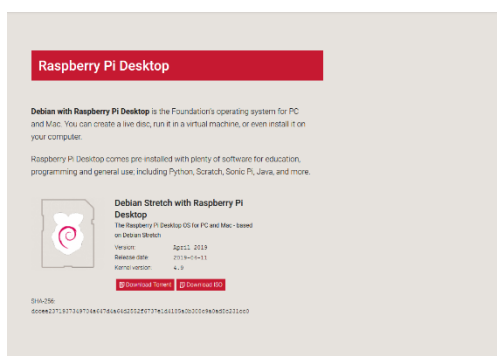 Raspberry Pi Desktop
Debian with Raspberry Pi Desktop is the Foundation's operating system for PC
and Mac. You can create a live disc, run it in a virtual machine, or even install it on
your computer.
Raspberry Pi Desktop comes pre-installed with plenty of software for education,
programming and general use; including Python, Scratch, Sonic Pi, Java, and more.
Debian Stretch with Raspberry Pi
Desktop
The Raspberry Pi Desktop OS for PC and Mac - based
on Debian Stretch
Version: April 2019
Release date:
Kernel version: 4.9
Download Torrent Download ISO
SHA-256: